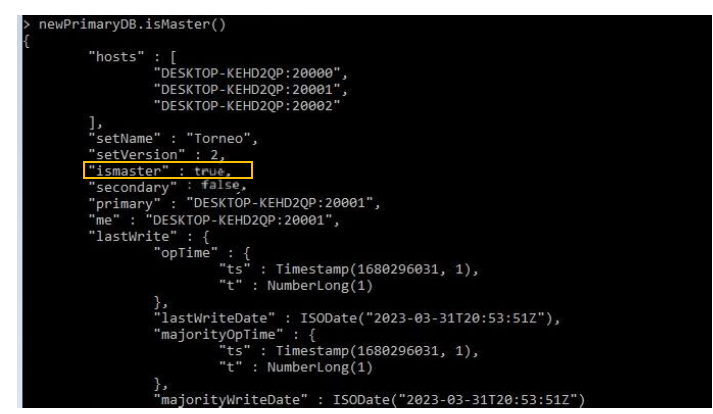 > newPrimaryDB.isMaster()
{
"hosts" : [
"DESKTOP-KEHD2QP:20000",
"DESKTOP-KEHD2QP:20001",
"DESKTOP-KEHD2QP:20002"
],
"setName" : "Torneo",
"setVersion" : 2,
"ismaster" : true,
"secondary" : false,
"primary" : "DESKTOP-KEHD2QP:20001",
"me" : "DESKTOP-KEHD2QP:20001",
"lastWrite" : {
"opTime" : {
"ts" : Timestamp(1680296031, 1),
"t" : NumberLong(1)
},
"lastWriteDate" : ISODate("2023-03-31T20:53:51Z"),
"majorityOpTime" : {
"ts" : Timestamp(1680296031, 1),
"t" : NumberLong(1)
},
"majorityWriteDate" : ISODate("2023-03-31T20:53:51Z")